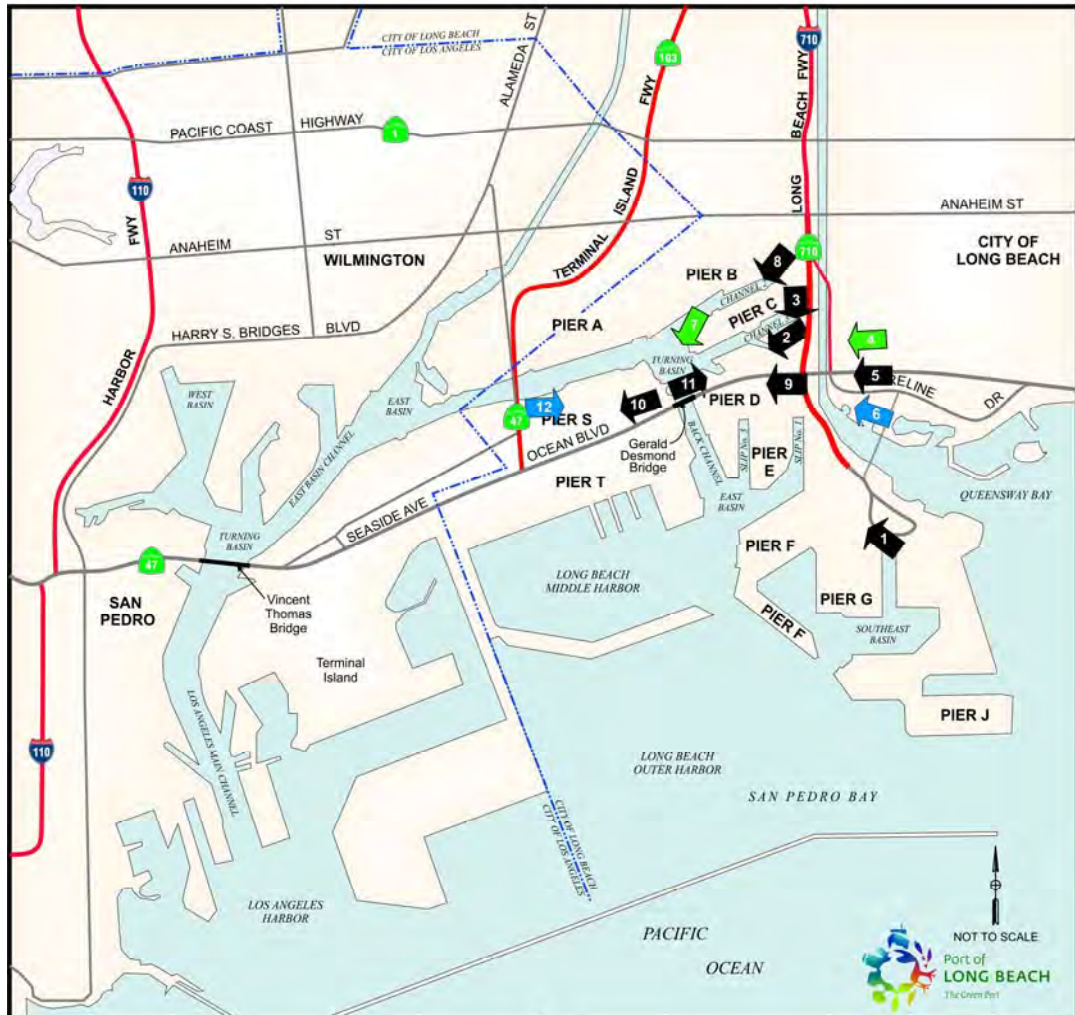 CITY OF LONG BEACH
CITY OF LOS ANGELES
ALAMEDA ST
103
FWY
710
LONG BEACH FWY
PACIFIC COAST HIGHWAY
1
110
FWY
ANAHEIM ST
ANAHEIM ST
WILMINGTON
TERMINAL ISLAND
710
CITY OF
LONG BEACH
PIER B
8
CHANNEL 2
3
PIER C
CHANNEL 3
2
7
4
PIER A
HARRY S. BRIDGES BLVD
HARBOR
TURNING
BASIN
5
RELINE
DR
WEST
BASIN
EAST
BASIN
11
9
PIER D
10
12
47
PIER S
6
OCEAN BLVD
Gerald
Desmond
Bridge
BACK CHANNEL
SLIP No. 3
PIER
E
SLIP No. 1
EAST BASIN CHANNEL
PIER T
EAST
BASIN
QUEENSWAY BAY
SEASIDE AVE
TURNING
BASIN
47
1
PIER F
LONG BEACH
MIDDLE HARBOR
Vincent
Thomas
Bridge
SAN
PEDRO
PIER G
PIER F
SOUTHEAST
BASIN
Terminal
Island
LOS ANGELES MAIN CHANNEL
PIER J
110
LONG BEACH
OUTER HARBOR
SAN PEDRO BAY
CITY OF LONG BEACH
CITY OF LOS ANGELES
LOS ANGELES
HARBOR
PACIFIC
OCEAN
NOT TO SCALE
Port of
LONG BEACH
The Green Port